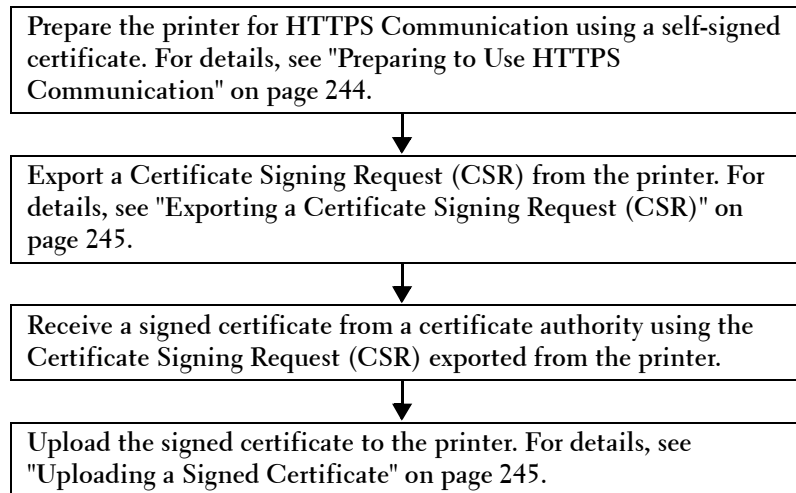 Prepare the printer for HTTPS Communication using a self-signed
certificate. For details, see "Preparing to Use HTTPS
Communication" on page 244.
Export a Certificate Signing Request (CSR) from the printer. For
details, see "Exporting a Certificate Signing Request (CSR)" on
page 245.
Receive a signed certificate from a certificate authority using the
Certificate Signing Request (CSR) exported from the printer.
Upload the signed certificate to the printer. For details, see
"Uploading a Signed Certificate" on page 245.